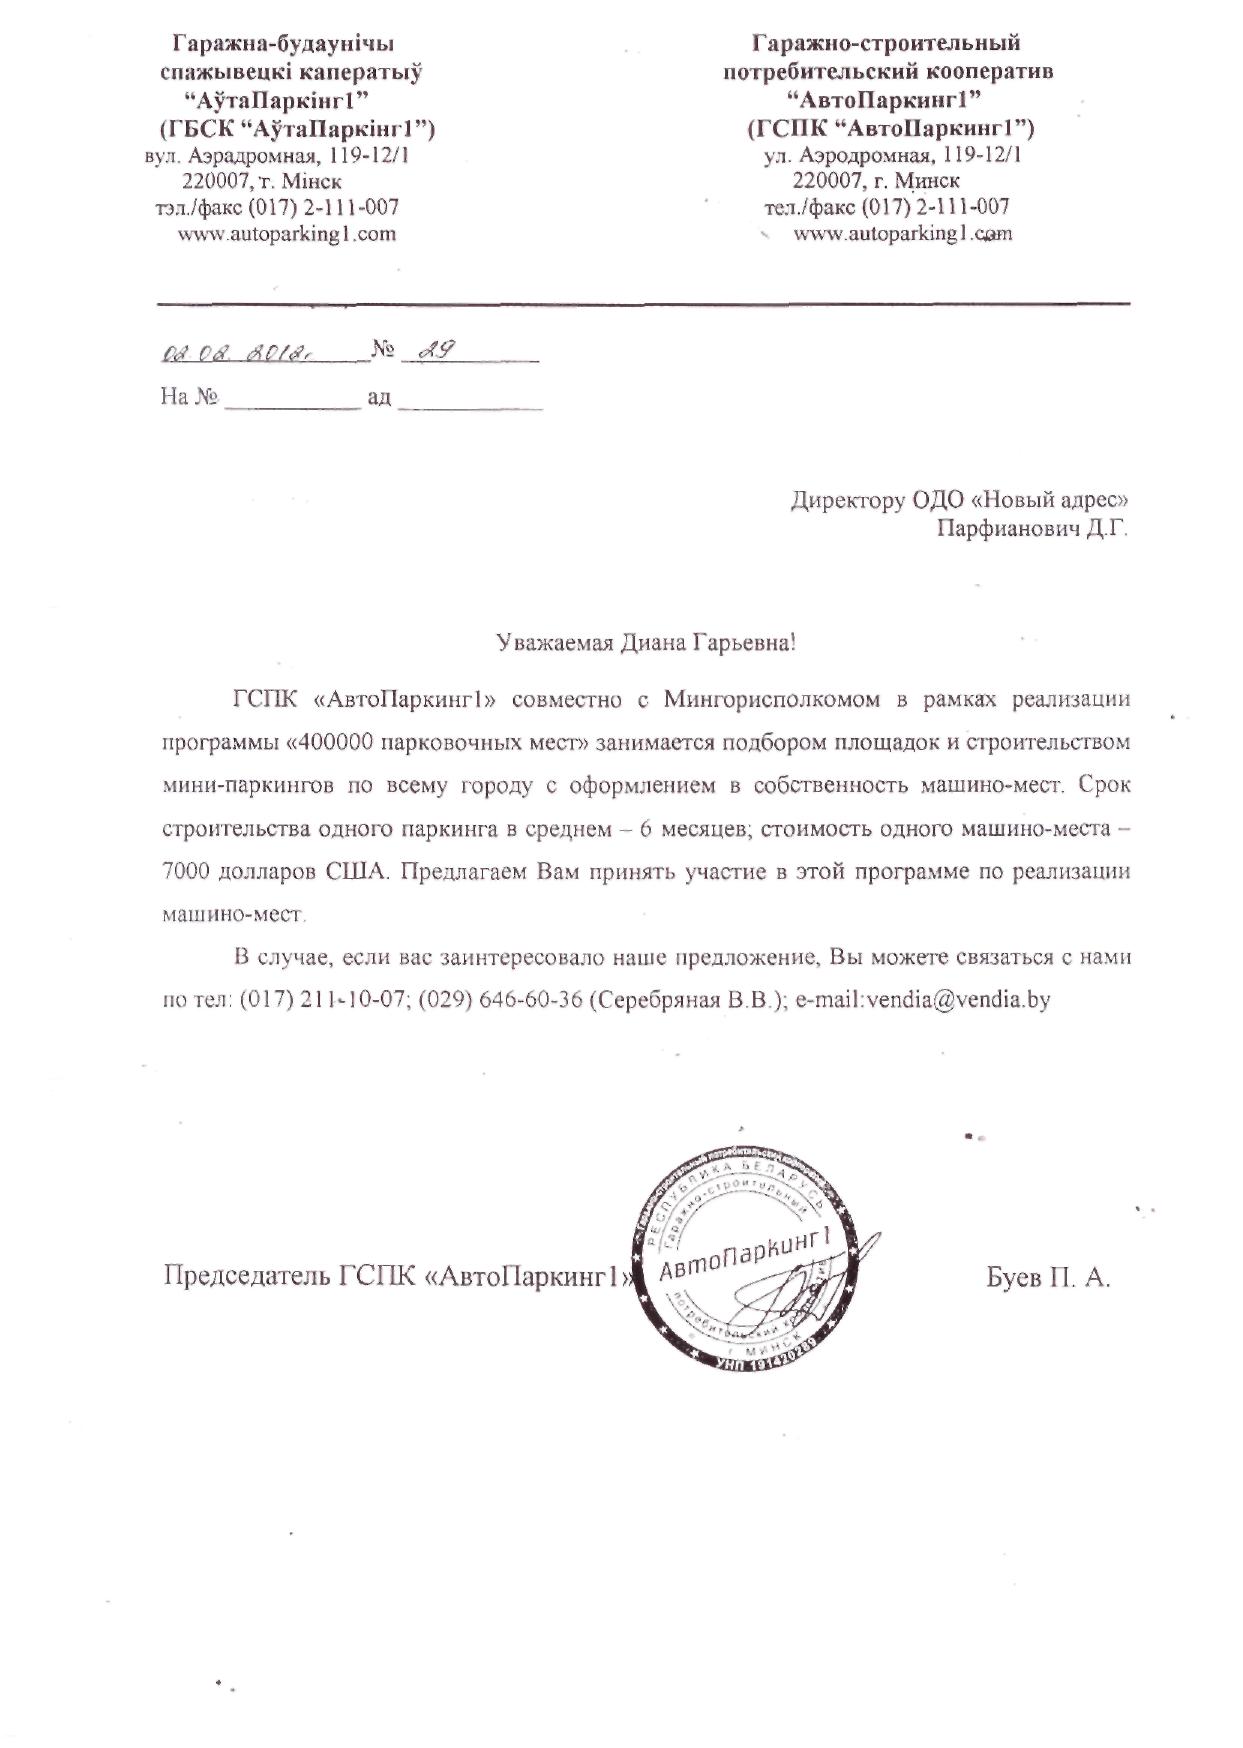 Гаражна-будаунічы
спажывецкі каператыў
“АўтаПаркінг1”
(ГБСК “АўтаПаркінг1”)
вул. Аэрадромная, 119-12/1
220007, г. Мінск
тэл./факс (017) 2-111-007
www.autoparking1.com
Гаражно-строительный
потребительский кооператив
“АвтоПаркинг1”
(ГСПК “АвтоПаркинг1”)
ул. Аэродромная, 119-12/1
220007, г. Минск
тел./факс (017) 2-111-007
www.autoparking1.com
02 02. 2012г. № 29
На № ___________ ад ____________
Директору ОДО «Новый адрес»
Парфианович Д.Г.
Уважаемая Диана Гарьевна!
ГСПК «АвтоПаркинг1» совместно с Мингорисполкомом в рамках реализации
программы «400000 парковочных мест» занимается подбором площадок и строительством
мини-паркингов по всему городу с оформлением в собственность машино-мест. Срок
строительства одного паркинга в среднем – 6 месяцев; стоимость одного машино-места –
7000 долларов США. Предлагаем Вам принять участие в этой программе по реализации
машино-мест.
В случае, если вас заинтересовало наше предложение, Вы можете связаться с нами
по тел: (017) 211-10-07; (029) 646-60-36 (Серебряная В.В.); e-mail:vendia@vendia.by
Председатель ГСПК «АвтоПаркинг1»
Буев П. А.
РЕСПУБЛИКА БЕЛАРУСЬ
Гаражно-строительный
АвтоПаркинг1
потребительский кооператив
г. МИНСК
УНП 191420289